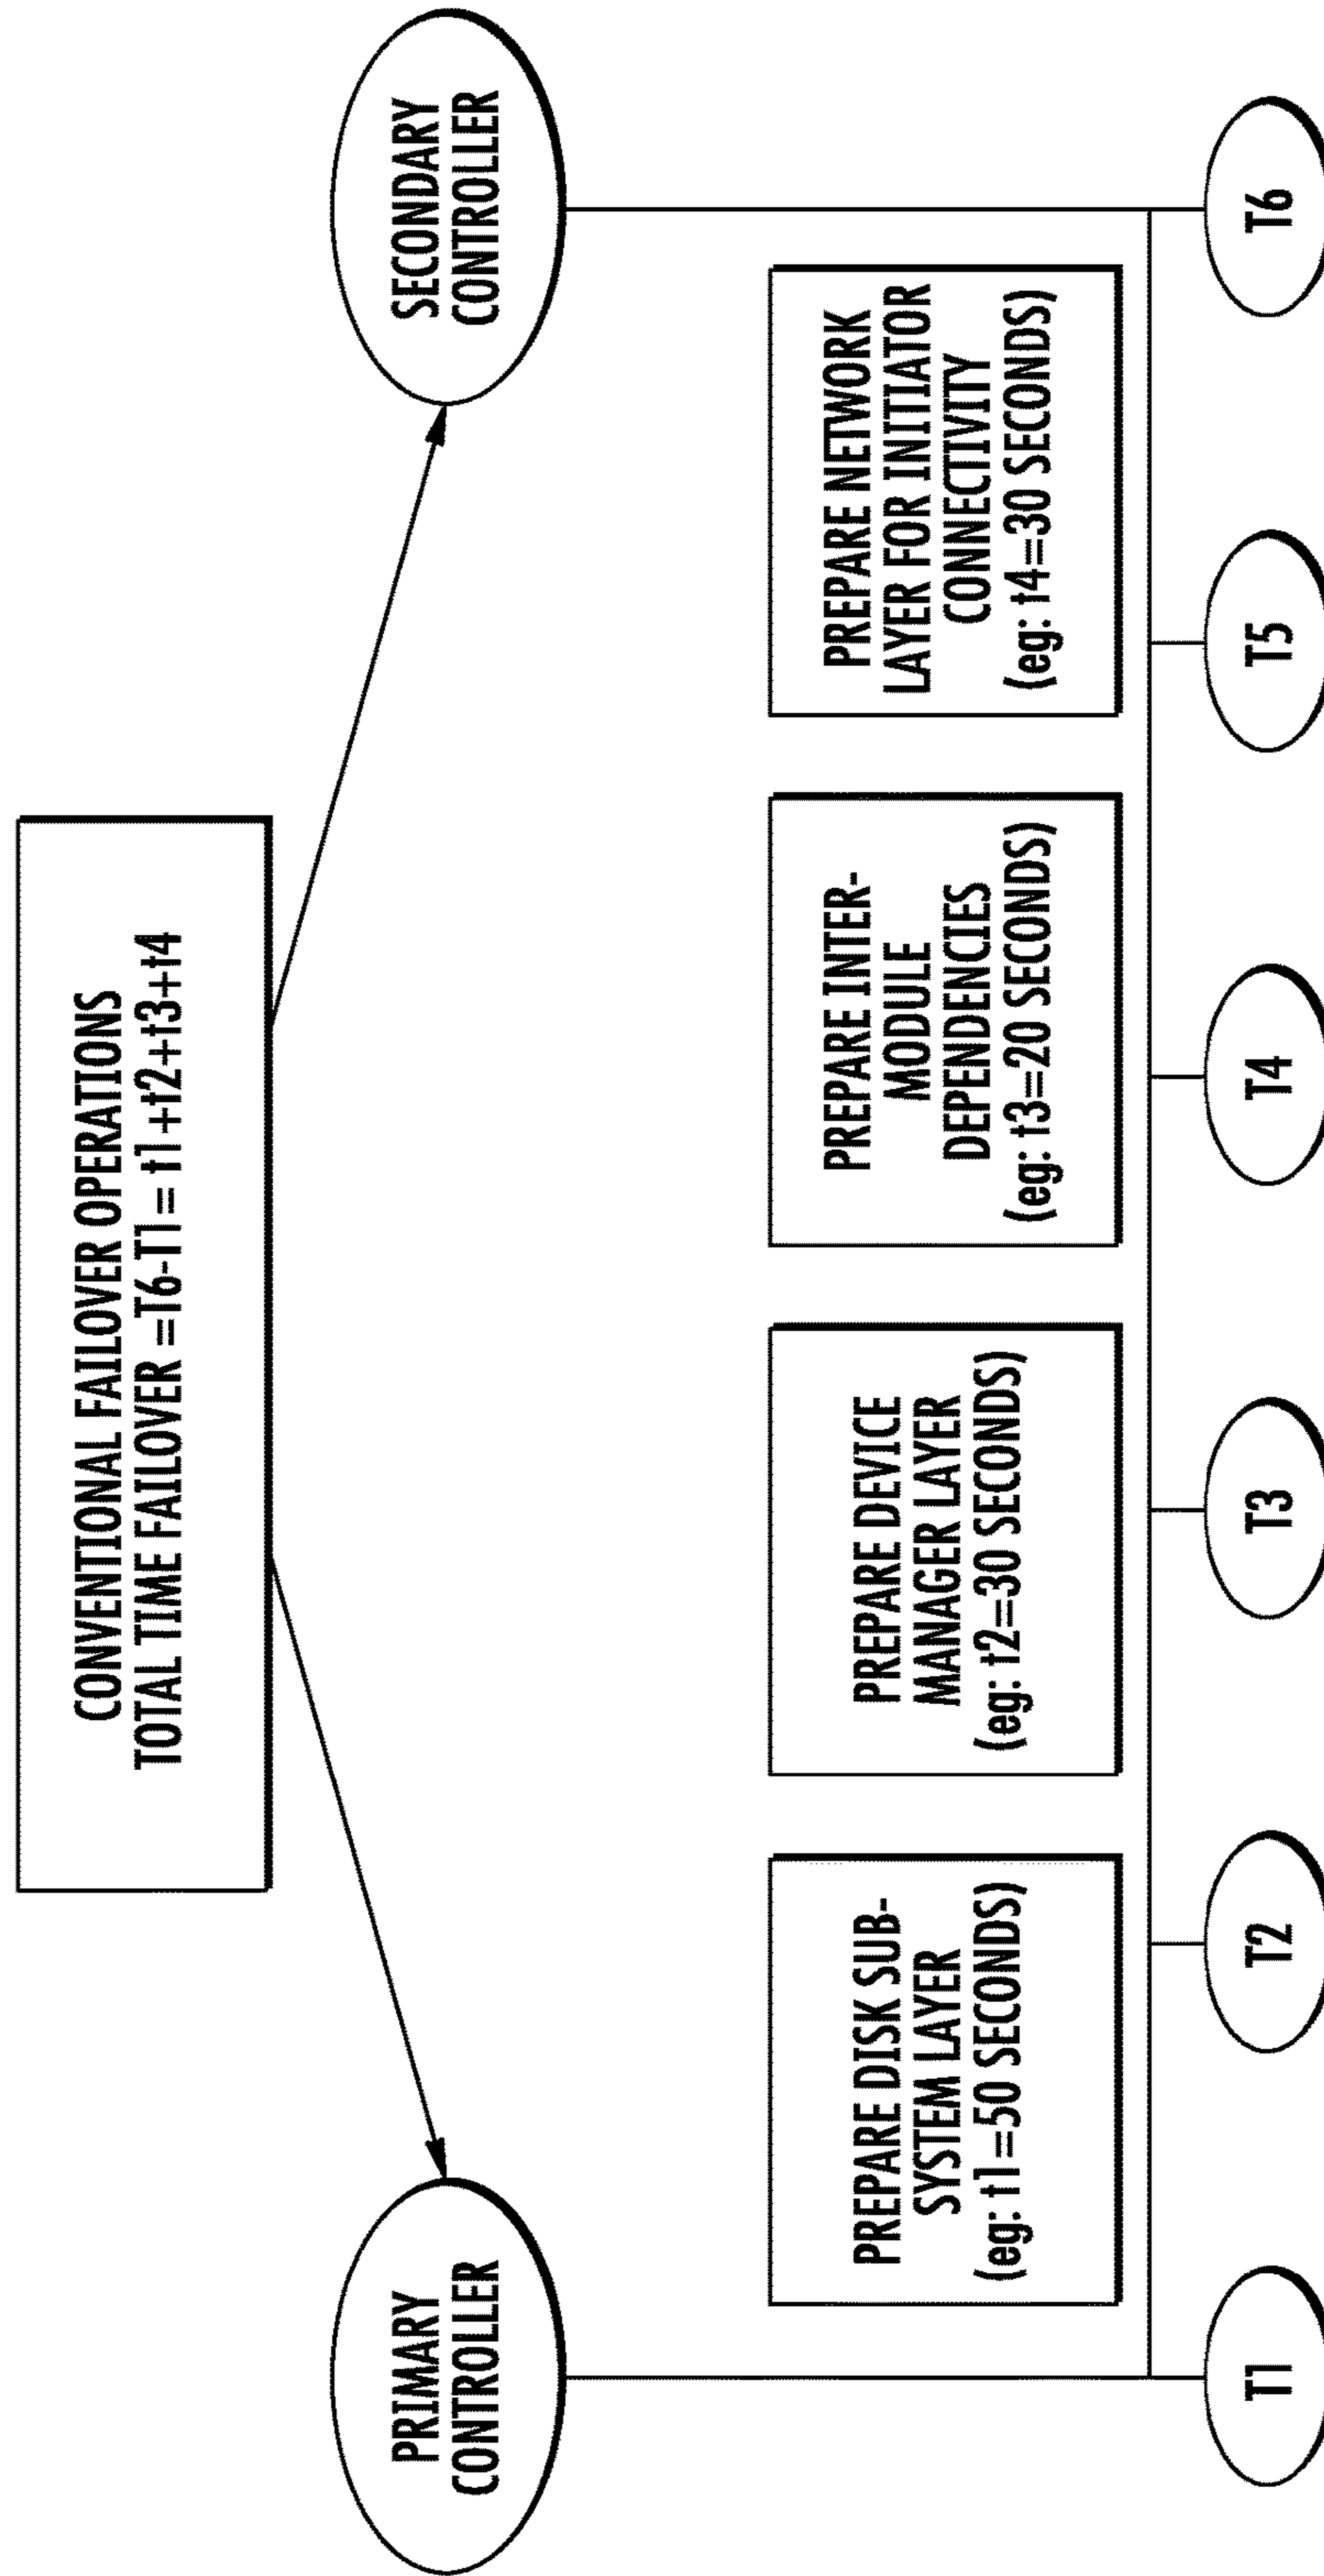 CONVENTIONAL FAILOVER OPERATIONS
TOTAL TIME FAILOVER =T6-T1= t1+t2+t3+t4
PRIMARY
CONTROLLER
SECONDARY
CONTROLLER
PREPARE DISK SUB-
SYSTEM LAYER
(eg: t1=50 SECONDS)
PREPARE DEVICE
MANAGER LAYER
(eg: t2=30 SECONDS)
PREPARE INTER-
MODULE
DEPENDENCIES
(eg: t3=20 SECONDS)
PREPARE NETWORK
LAYER FOR INITIATOR
CONNECTIVITY
(eg: t4=30 SECONDS)
T1
T2
T3
T4
T5
T6